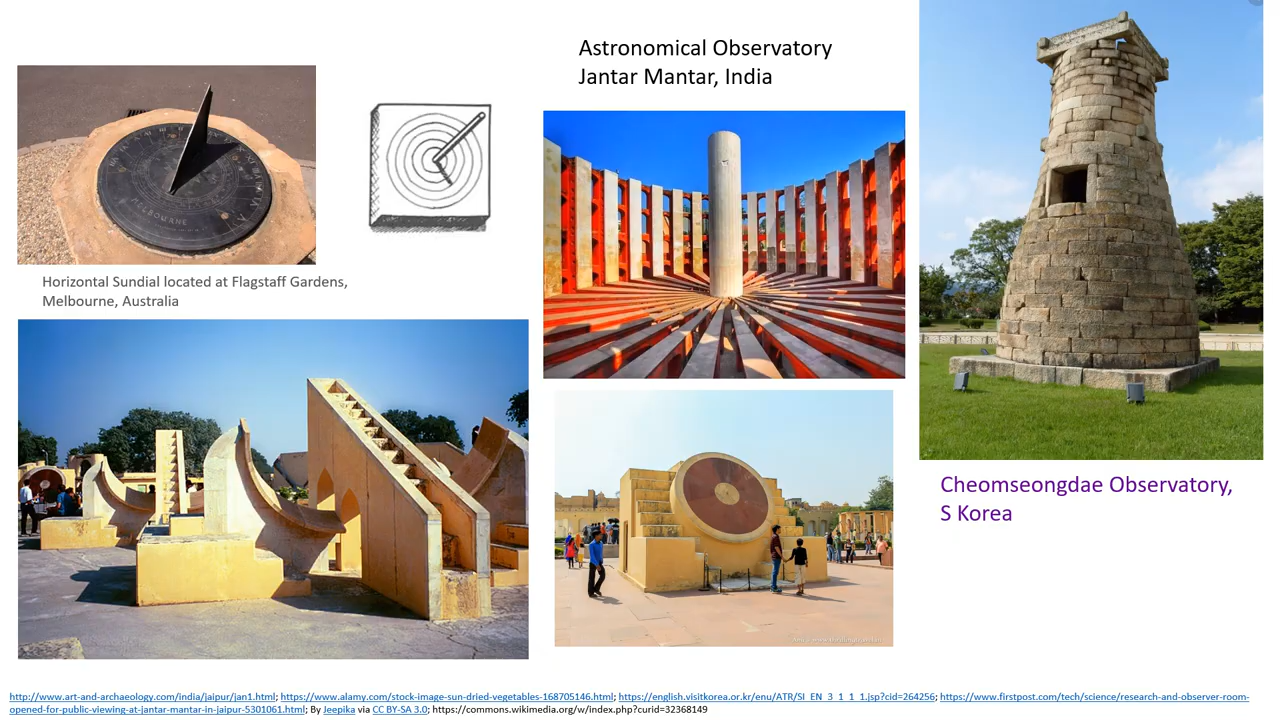 Astronomical Observatory
Jantar Mantar, India
MELBOURNE
Horizontal Sundial located at Flagstaff Gardens,
Melbourne, Australia
Cheomseongdae Observatory,
S Korea
http://www.art-and-archaeology.com/india/jaipur/jan1.html; https://www.alamy.com/stock-image-sun-dried-vegetables-168705146.html; https://english.visitkorea.or.kr/enu/ATR/SI_EN_3_1_1_1.jsp?cid=264256; https://www.firstpost.com/tech/science/research-and-observer-room-
opened-for-public-viewing-at-jantar-mantar-in-jaipur-5301061.html; By Jeepika via CC BY-SA 3.0; https://commons.wikimedia.org/w/index.php?curid=32368149